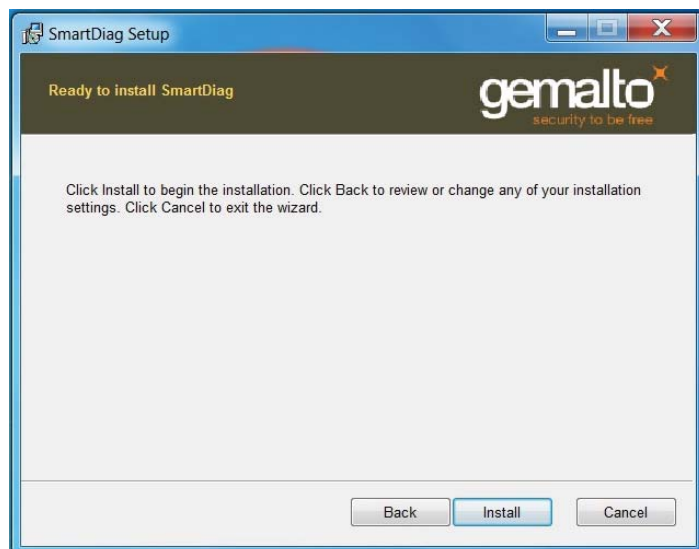 SmartDiag Setup
Ready to install SmartDiag
gemalto
security to be free
Click Install to begin the installation. Click Back to review or change any of your installation
settings. Click Cancel to exit the wizard.
Back Install Cancel